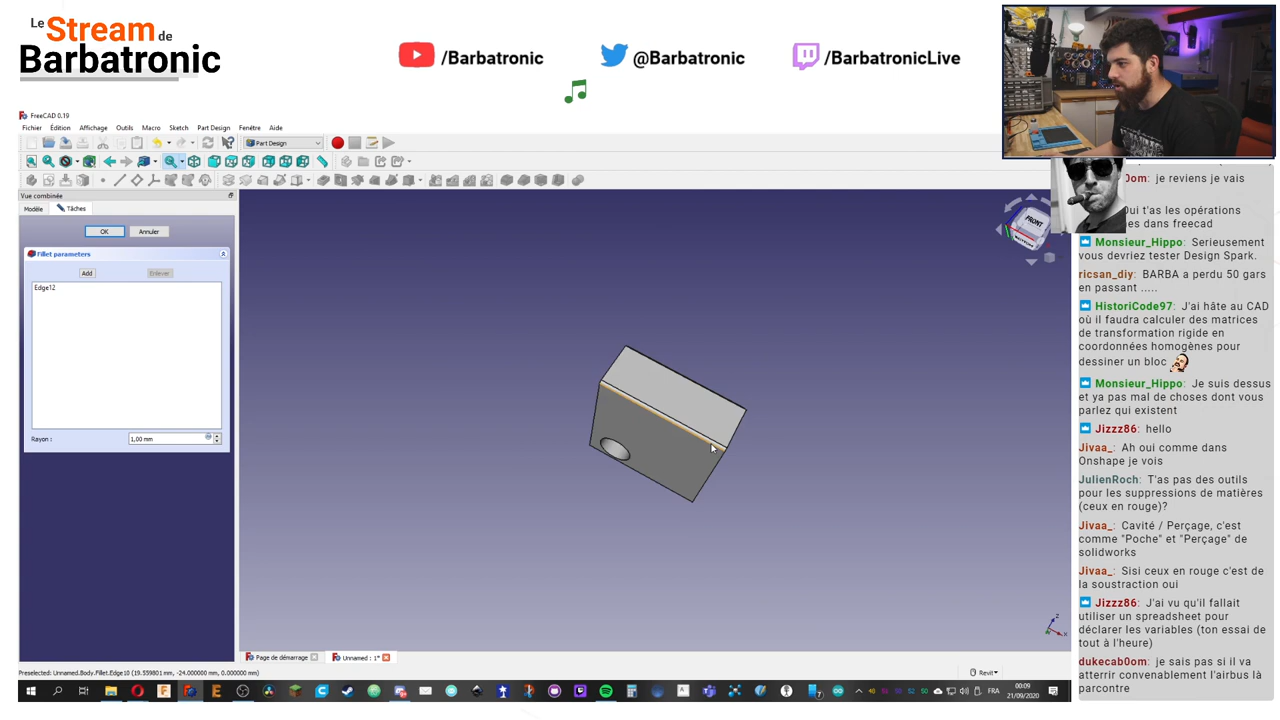 Le Stream de
Barbatronic
/Barbatronic
@Barbatronic
/BarbatronicLive
FreeCAD 0.19
Fichier Édition Affichage Outils Macro Sketch Part Design Fenêtre Aide
Part Design
Vue combinée
Modèle Tâches
OK Annuler
Fillet parameters
Add Enlever
Edge12
Rayon : 1,00 mm
FRONT
Z
X
Page de démarrage Unnamed : 1*
Preselected: Unnamed.Body.Fillet.Edge10 (19.559801 mm, -24.000000 mm, 0.000000 mm)
Revit
FRA
00:09
21/09/2020
0m: je reviens je vais
ui t'as les opérations
es dans freecad
Monsieur_Hippo: Serieusement
vous devriez tester Design Spark.
ricsan_diy: BARBA a perdu 50 gars
en passant .....
HistoriCode97: J'ai hâte au CAD
où il faudra calculer des matrices
de transformation rigide en
coordonnées homogènes pour
dessiner un bloc
Monsieur_Hippo: Je suis dessus
et ya pas mal de choses dont vous
parlez qui existent
Jizzz86: hello
Jivaa_: Ah oui comme dans
Onshape je vois
JulienRoch: T'as pas des outils
pour les suppressions de matières
(ceux en rouge)?
Jivaa_: Cavité / Perçage, c'est
comme "Poche" et "Perçage" de
solidworks
Jivaa_: Sisi ceux en rouge c'est de
la soustraction oui
Jizzz86: J'ai vu qu'il fallait
utiliser un spreadsheet pour
déclarer les variables (ton essai de
tout à l'heure)
dukecab0om: je sais pas si il va
atterrir convenablement l'airbus là
parcontre